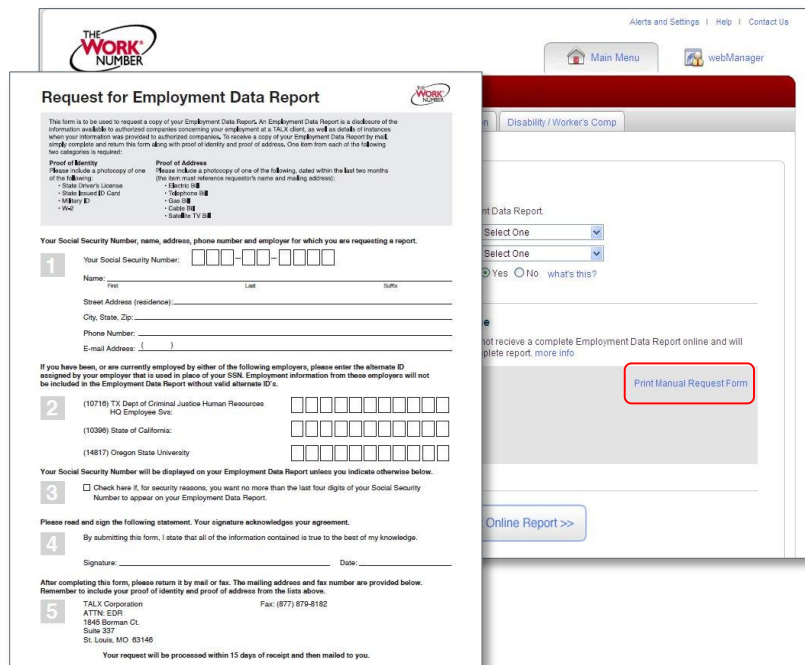 Alerts and Settings | Help | Contact Us
THE
WORK
NUMBER
Main Menu
webManager
Request for Employment Data Report
THE
WORK
NUMBER
This form is to be used to request a copy of your Employment Data Report. An Employment Data Report is a disclosure of the
information available to authorized companies concerning your employment at a TALX client, as well as details of instances
when your information was provided to authorized companies. To receive a copy of your Employment Data Report by mail,
simply complete and return this form along with proof of identity and proof of address. One item from each of the following
two categories is required:
Proof of Identity
Please include a photocopy of one
of the following:
• State Driver's License
• State Issued ID Card
• Military ID
• W-2
Proof of Address
Please include a photocopy of one of the following, dated within the last two months
(the item must reference requestor's name and mailing address):
• Electric Bill
• Telephone Bill
• Gas Bill
• Cable Bill
• Satellite TV Bill
Your Social Security Number, name, address, phone number and employer for which you are requesting a report.
1
Your Social Security Number:
Name:
First Last Suffix
Street Address (residence):
City, State, Zip:
Phone Number:
E-mail Address: ( )
If you have been, or are currently employed by either of the following employers, please enter the alternate ID
assigned by your employer that is used in place of your SSN. Employment information from these employers will not
be included in the Employment Data Report without valid alternate ID's.
2
(10716) TX Dept of Criminal Justice Human Resources
HQ Employee Svs:
(10396) State of California:
(14817) Oregon State University
Your Social Security Number will be displayed on your Employment Data Report unless you indicate otherwise below.
3
Check here if, for security reasons, you want no more than the last four digits of your Social Security
Number to appear on your Employment Data Report.
Please read and sign the following statement. Your signature acknowledges your agreement.
4
By submitting this form, I state that all of the information contained is true to the best of my knowledge.
Signature: Date:
After completing this form, please return it by mail or fax. The mailing address and fax number are provided below.
Remember to include your proof of identity and proof of address from the lists above.
5
TALX Corporation
ATTN: EDR
1845 Borman Ct.
Suite 337
St. Louis, MO 63146
Fax: (877) 879-8182
Your request will be processed within 15 days of receipt and then mailed to you.
n
Disability / Worker's Comp
nt Data Report.
Select One
Select One
Yes No what's this?
e
not recieve a complete Employment Data Report online and will
plete report. more info
Print Manual Request Form
Online Report >>